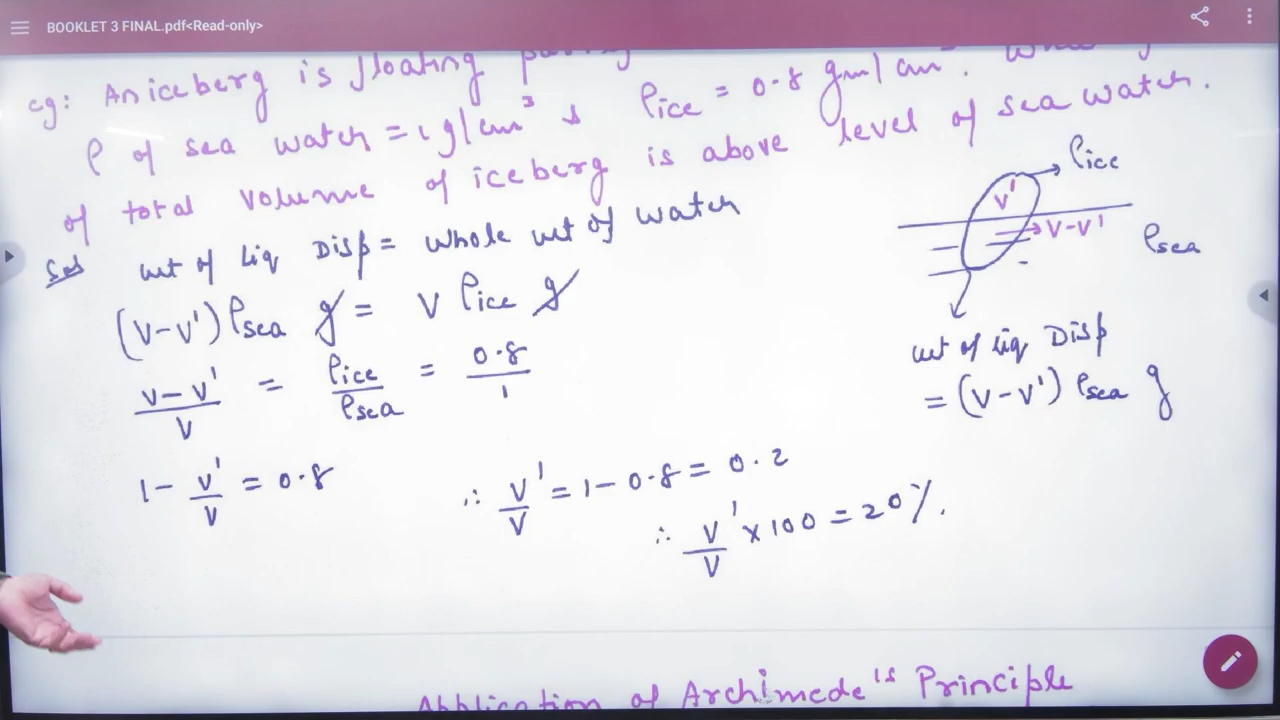 BOOKLET 3 FINAL.pdf<Read-only>
eg: An iceberg is floating
ρ of sea water = 1 g/cm³ & ρice = 0.8 gm/cm³.
of total volume of iceberg is above level of sea water.
Sol wt of liq Disp = whole wt of water
(V-V')ρsea g = V ρice g
V-V'/V = ρice/ρsea = 0.8/1
1 - V'/V = 0.8
∴ V'/V = 1 - 0.8 = 0.2
∴ V'/V x 100 = 20%.
ρice
V'
V-V'
ρsea
wt of liq Disp
= (V-V') ρsea g
Application of Archimede's Principle